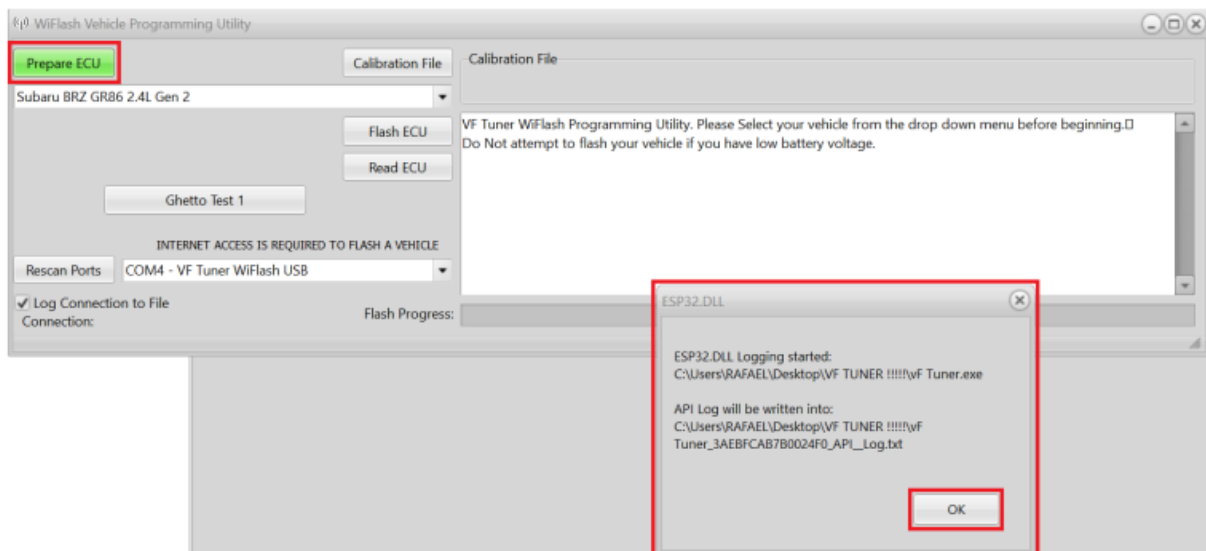 WiFlash Vehicle Programming Utility
Prepare ECU
Calibration File
Calibration File
Subaru BRZ GR86 2.4L Gen 2
Flash ECU
VF Tuner WiFlash Programming Utility. Please Select your vehicle from the drop down menu before beginning.
Do Not attempt to flash your vehicle if you have low battery voltage.
Read ECU
Ghetto Test 1
INTERNET ACCESS IS REQUIRED TO FLASH A VEHICLE
Rescan Ports
COM4 - VF Tuner WiFlash USB
Log Connection to File
Connection:
Flash Progress:
ESP32.DLL
ESP32.DLL Logging started:
C:\Users\RAFAEL\Desktop\VF TUNER !!!!!\vF Tuner.exe
API Log will be written into:
C:\Users\RAFAEL\Desktop\VF TUNER !!!!!\vF
Tuner_3AEBFCAB7B0024F0_API__Log.txt
OK